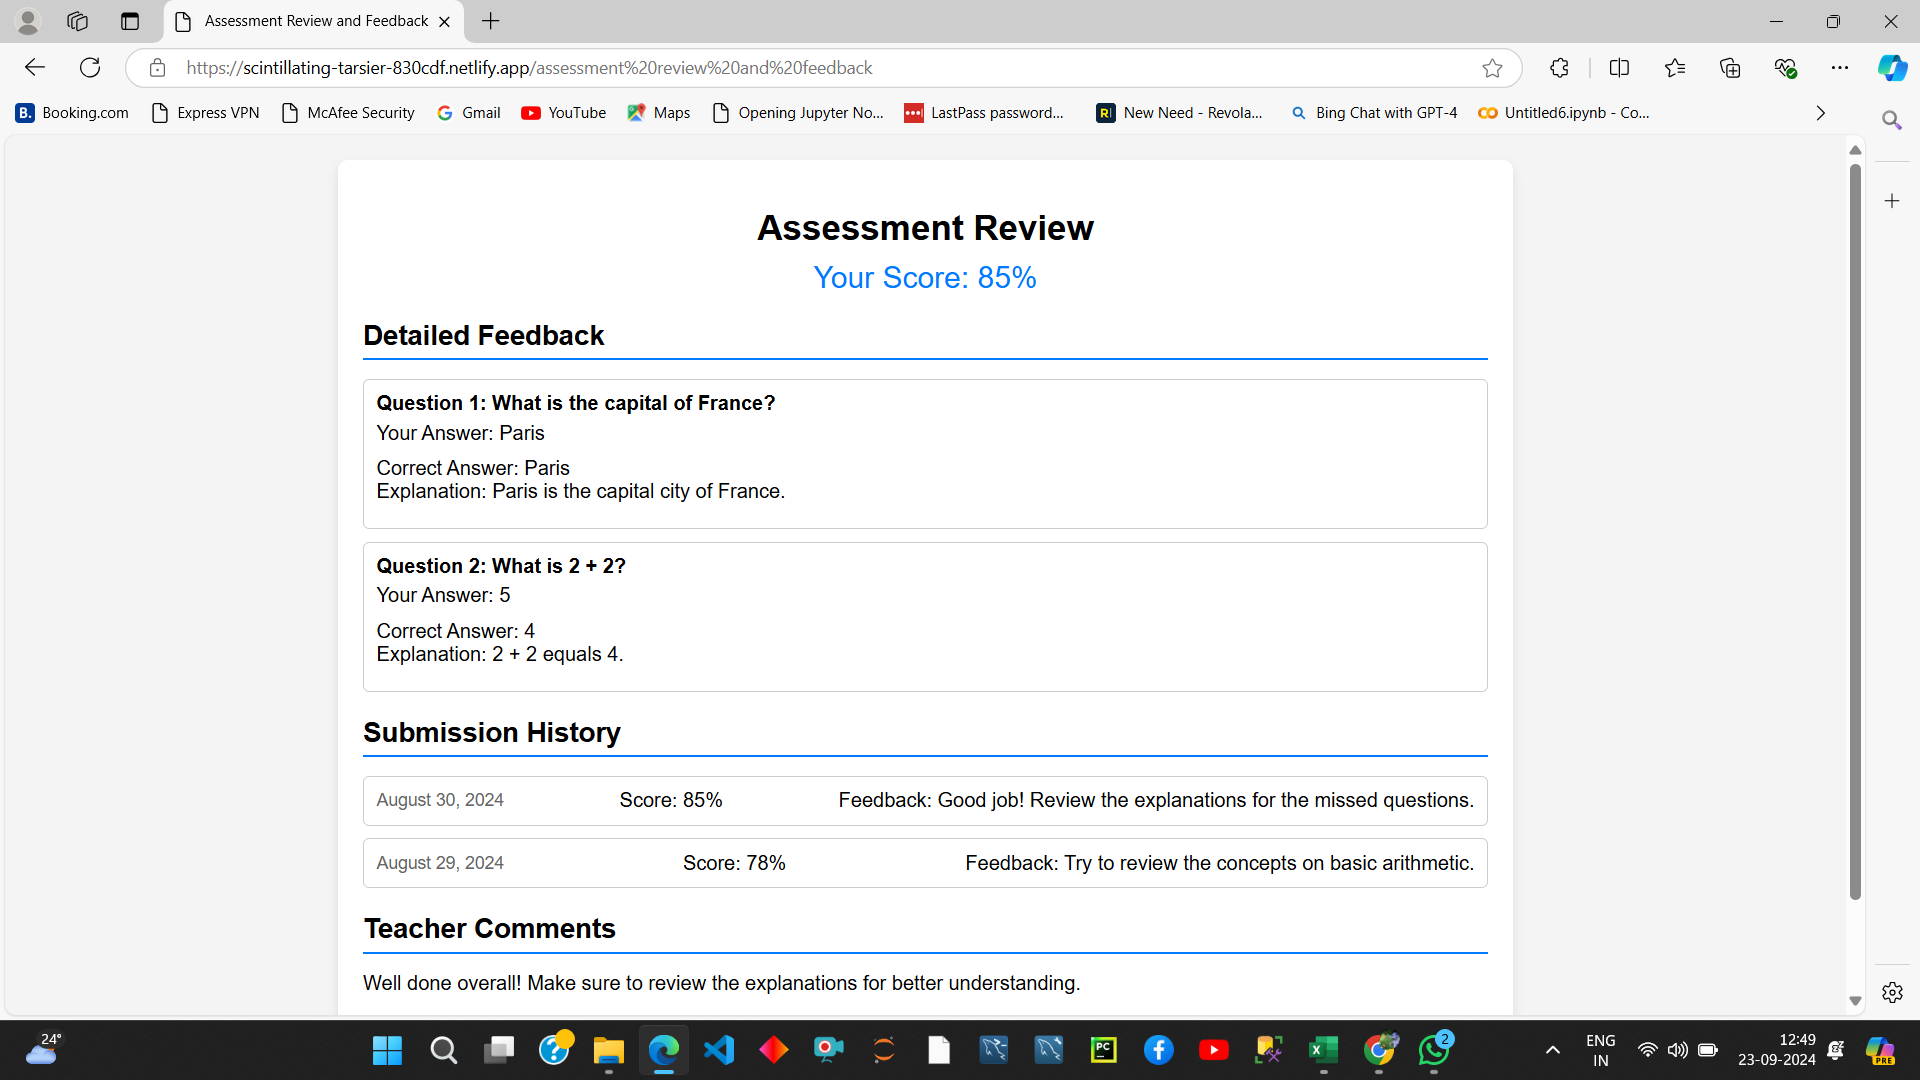 Assessment Review and Feedback
https://scintillating-tarsier-830cdf.netlify.app/assessment%20review%20and%20feedback
Booking.com Express VPN McAfee Security Gmail YouTube Maps Opening Jupyter No... LastPass password... New Need - Revola... Bing Chat with GPT-4 Untitled6.ipynb - Co...
Assessment Review
Your Score: 85%
Detailed Feedback
Question 1: What is the capital of France?
Your Answer: Paris
Correct Answer: Paris
Explanation: Paris is the capital city of France.
Question 2: What is 2 + 2?
Your Answer: 5
Correct Answer: 4
Explanation: 2 + 2 equals 4.
Submission History
August 30, 2024 Score: 85% Feedback: Good job! Review the explanations for the missed questions.
August 29, 2024 Score: 78% Feedback: Try to review the concepts on basic arithmetic.
Teacher Comments
Well done overall! Make sure to review the explanations for better understanding.
24°
2
ENG
IN
12:49
23-09-2024
PRE